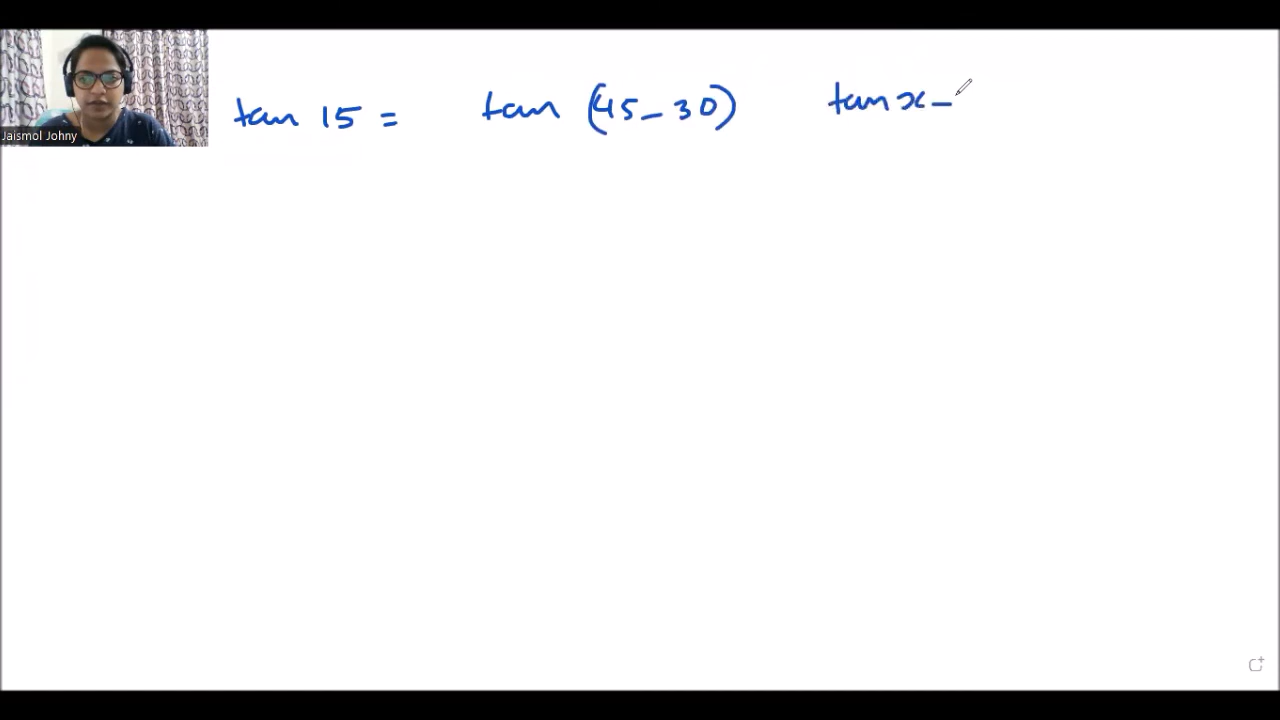 tan 15 = tan (45 - 30) tan x -
Jaismol Johny